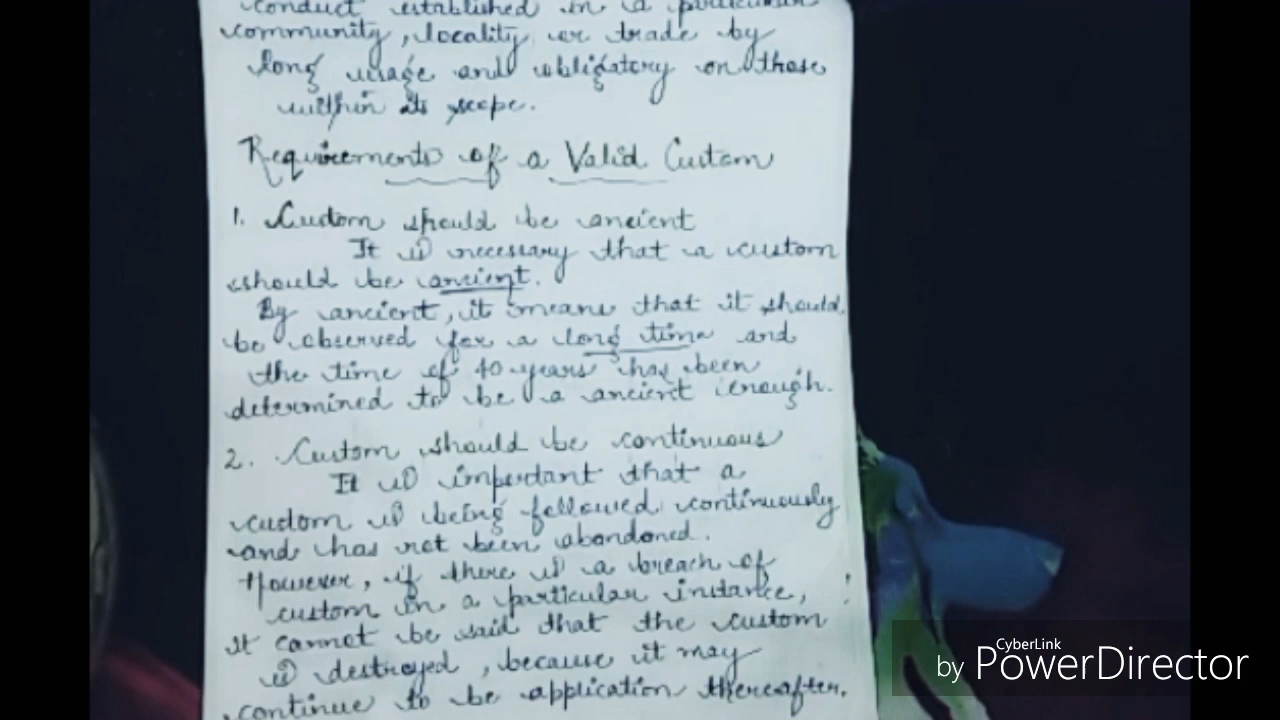 conduct established in a particular
community, locality or trade by
long usage and obligatory on those
within its scope.
Requirements of a Valid Custom
1. Custom should be ancient
It is necessary that a custom
should be ancient.
By ancient, it means that it should
be observed for a long time and
the time of 40 years has been
determined to be a ancient enough.
2. Custom should be continuous
It is important that a
custom is being followed continuously
and has not been abandoned.
However, if there is a breach of
custom in a particular instance,
It cannot be said that the custom
is destroyed, because it may
continue to be application thereafter.
by CyberLink PowerDirector